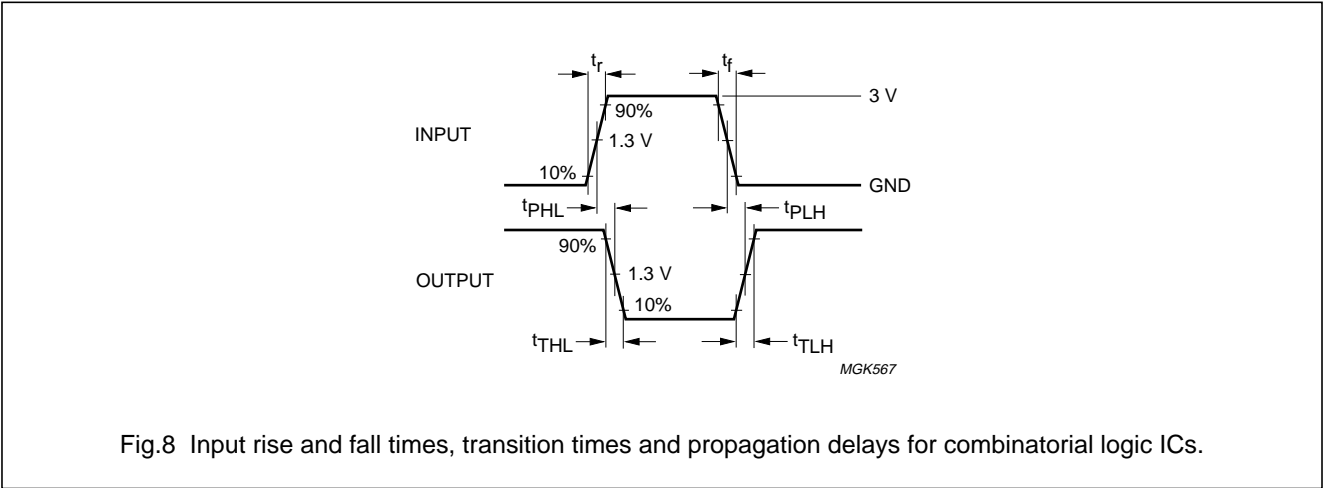 tr
tf
3 V
90%
INPUT
1.3 V
10%
GND
tPHL
tPLH
90%
OUTPUT
1.3 V
10%
tTHL
tTLH
MGK567
Fig.8 Input rise and fall times, transition times and propagation delays for combinatorial logic ICs.